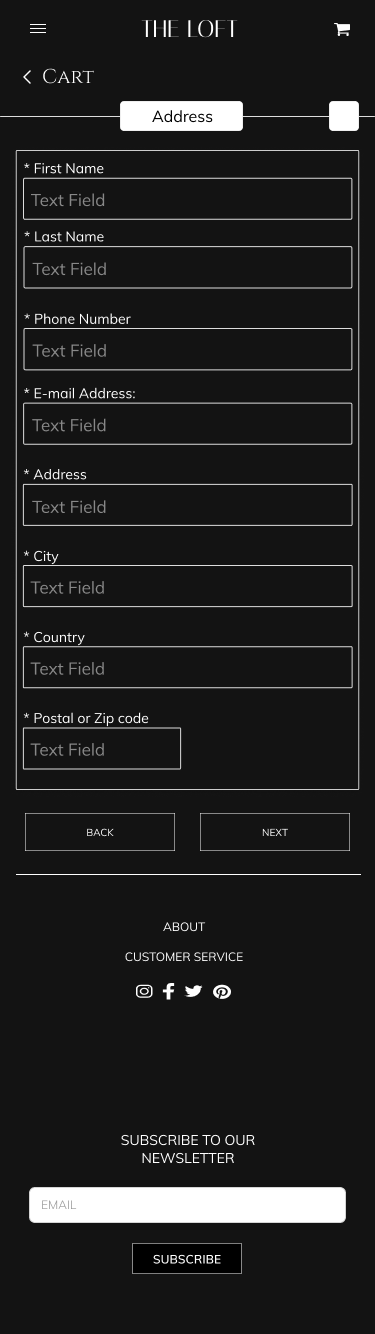 THE LOFT
Cart
Address
* First Name
Text Field
* Last Name
Text Field
* Phone Number
Text Field
* E-mail Address:
Text Field
* Address
Text Field
* City
Text Field
* Country
Text Field
* Postal or Zip code
Text Field
BACK NEXT
ABOUT
CUSTOMER SERVICE
SUBSCRIBE TO OUR
NEWSLETTER
EMAIL
SUBSCRIBE